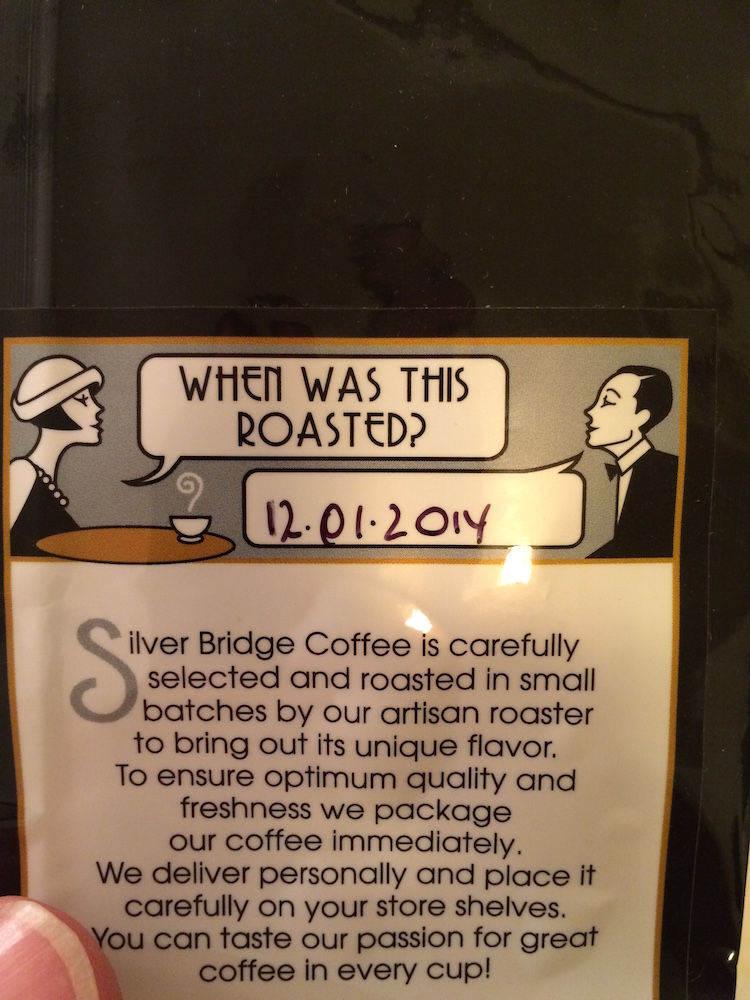 WHEN WAS THIS
ROASTED?
12.01.2014
Silver Bridge Coffee is carefully
selected and roasted in small
batches by our artisan roaster
to bring out its unique flavor.
To ensure optimum quality and
freshness we package
our coffee immediately.
We deliver personally and place it
carefully on your store shelves.
You can taste our passion for great
coffee in every cup!